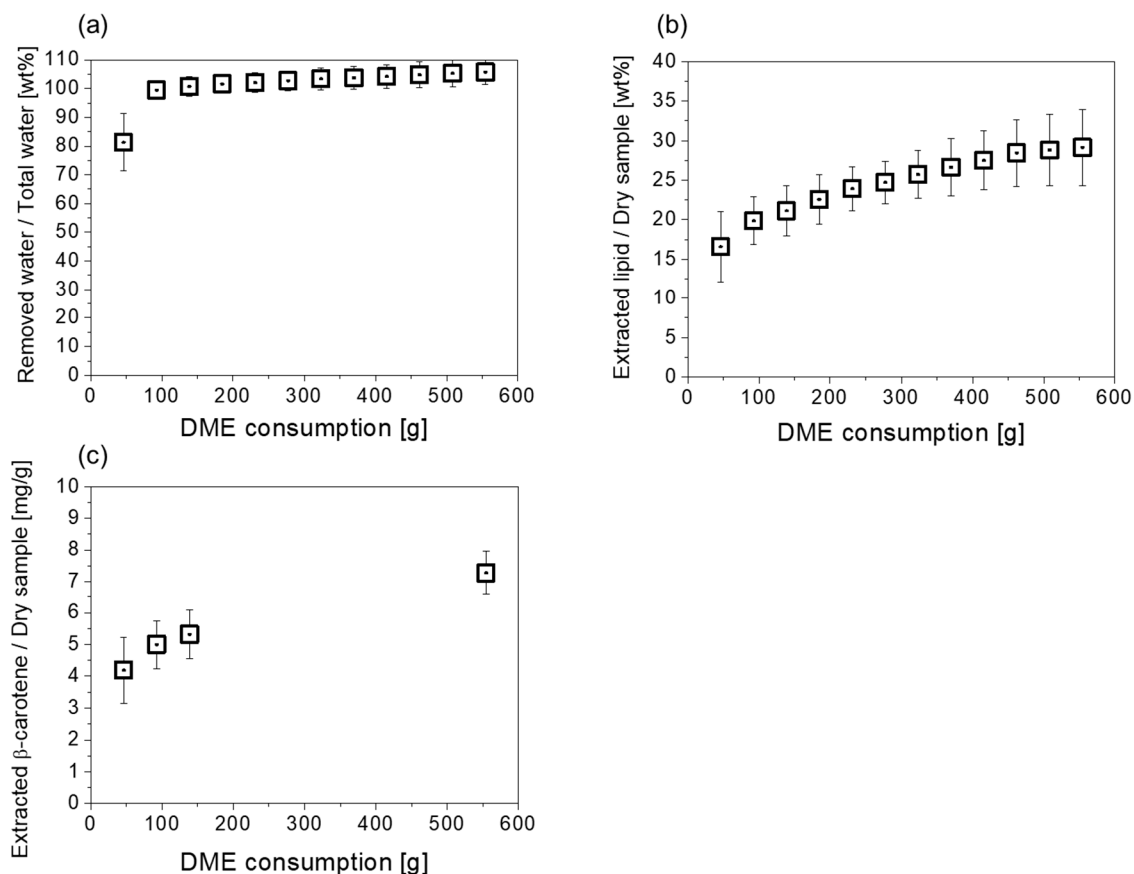 (a)
Removed water / Total water [wt%]
110
100
90
80
70
60
50
40
30
20
10
0
0 100 200 300 400 500 600
DME consumption [g]
(b)
Extracted lipid / Dry sample [wt%]
40
35
30
25
20
15
10
5
0
0 100 200 300 400 500 600
DME consumption [g]
(c)
Extracted β-carotene / Dry sample [mg/g]
10
9
8
7
6
5
4
3
2
1
0
0 100 200 300 400 500 600
DME consumption [g]